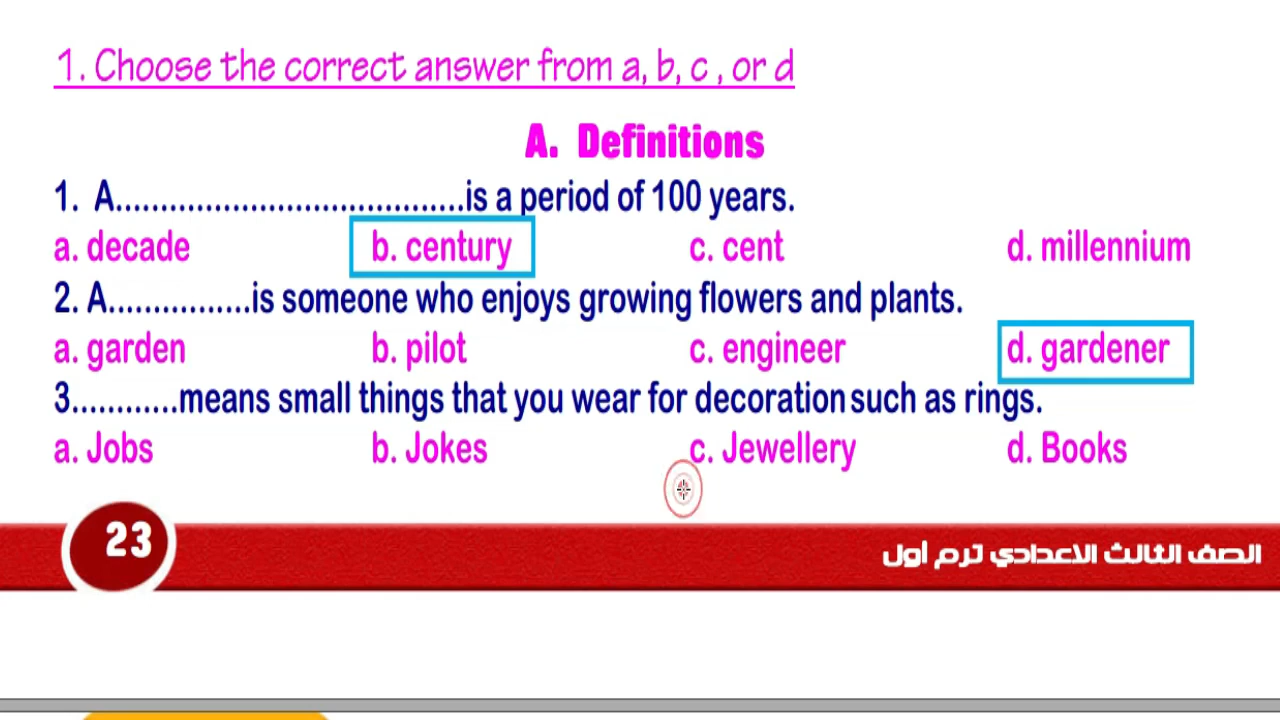 1. Choose the correct answer from a, b, c , or d
A. Definitions
1. A.......................................is a period of 100 years.
a. decade b. century c. cent d. millennium
2. A................is someone who enjoys growing flowers and plants.
a. garden b. pilot c. engineer d. gardener
3............means small things that you wear for decoration such as rings.
a. Jobs b. Jokes c. Jewellery d. Books
23
الصف الثالث الاعدادي ترم اول